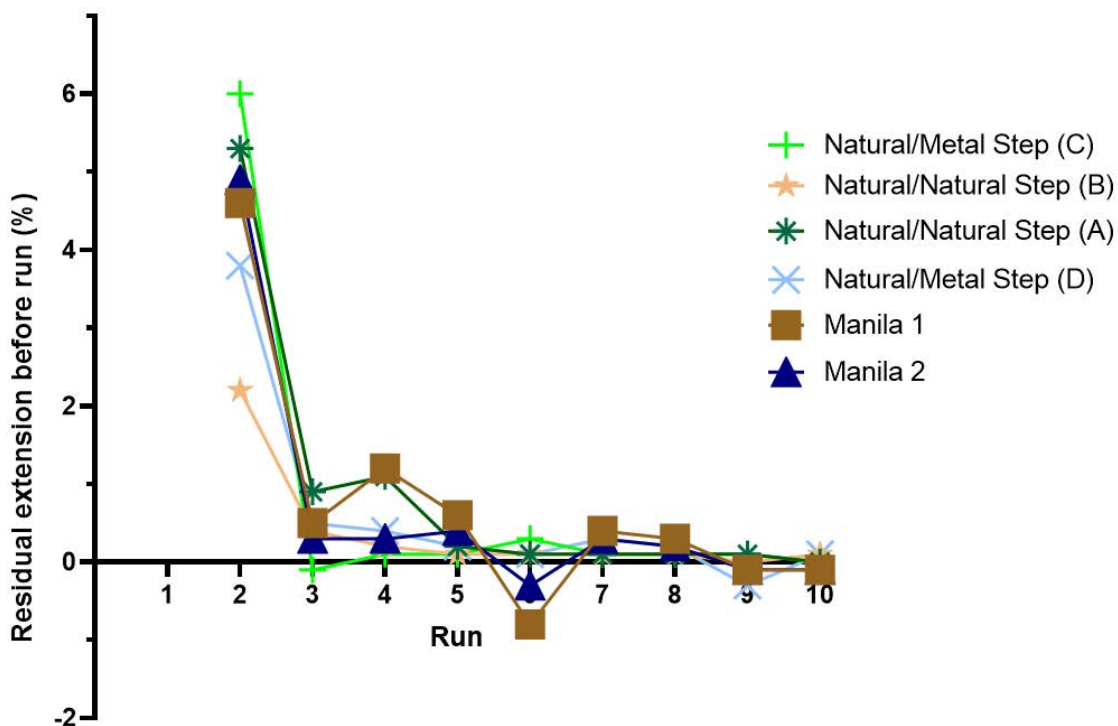 Residual extension before run (%)
6
4
2
0
-2
1 2 3 4 5 6 7 8 9 10
Run
Natural/Metal Step (C)
Natural/Natural Step (B)
Natural/Natural Step (A)
Natural/Metal Step (D)
Manila 1
Manila 2